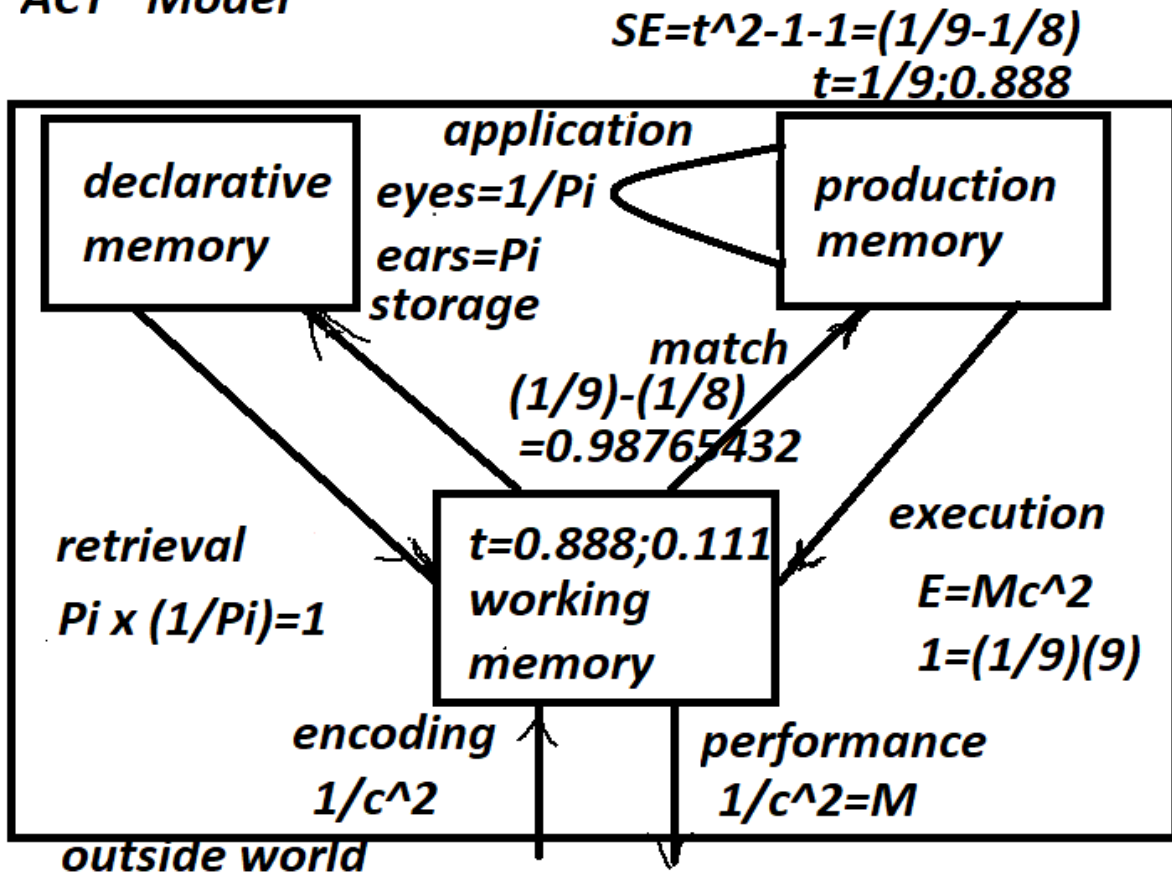 ACT* Model
SE=t^2-1-1=(1/9-1/8)
t=1/9;0.888
application
declarative
memory
eyes=1/Pi
ears=Pi
storage
production
memory
match
(1/9)-(1/8)
=0.98765432
retrieval
Pi x (1/Pi)=1
t=0.888;0.111
working
memory
execution
E=Mc^2
1=(1/9)(9)
encoding
1/c^2
performance
1/c^2=M
outside world